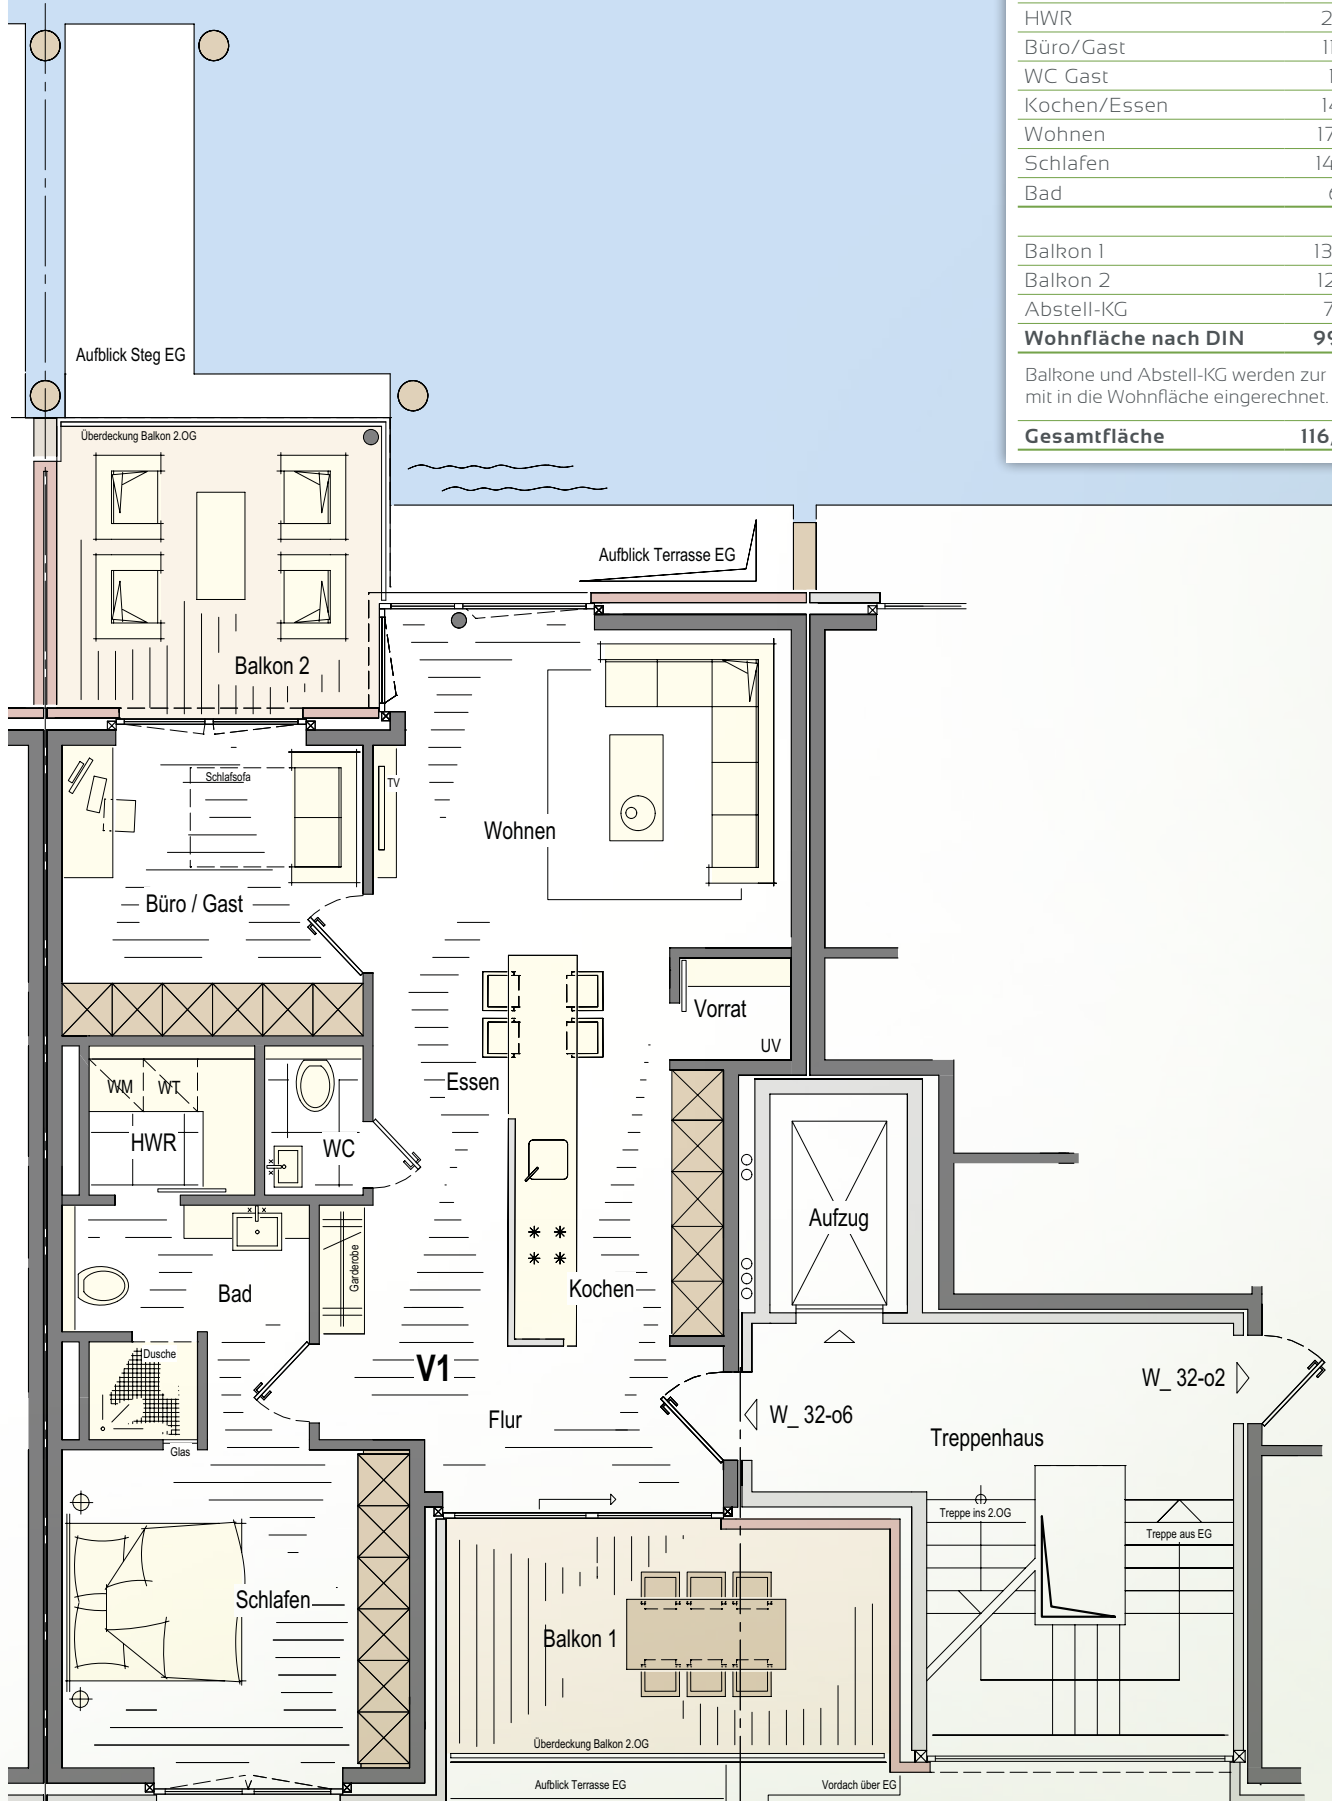 HWR
Büro/Gast
WC Gast
Kochen/Essen
Wohnen
Schlafen
Bad
Balkon 1
Balkon 2
Abstell-KG
Wohnfläche nach DIN
Balkone und Abstell-KG werden zur
mit in die Wohnfläche eingerechnet.
Gesamtfläche
Aufblick Steg EG
Überdeckung Balkon 2.OG
Aufblick Terrasse EG
Balkon 2
Schlafsofa
TV
Wohnen
Büro / Gast
Vorrat
UV
Essen
WM WT
HWR
WC
Aufzug
Garderobe
Kochen
Bad
Dusche
V1
W_ 32-o2
W_ 32-o6
Flur
Treppenhaus
Glas
Treppe ins 2.OG
Treppe aus EG
Schlafen
Balkon 1
Überdeckung Balkon 2.OG
Aufblick Terrasse EG
Vordach über EG